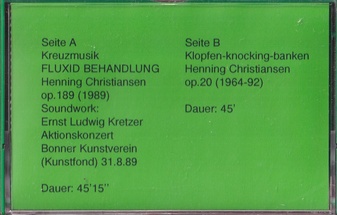 Seite A
Kreuzmusik
FLUXID BEHANDLUNG
Henning Christiansen
op.189 (1989)
Soundwork:
Ernst Ludwig Kretzer
Aktionskonzert
Bonner Kunstverein
(Kunstfond) 31.8.89
Dauer: 45'15''
Seite B
Klopfen-knocking-banken
Henning Christiansen
op.20 (1964-92)
Dauer: 45'